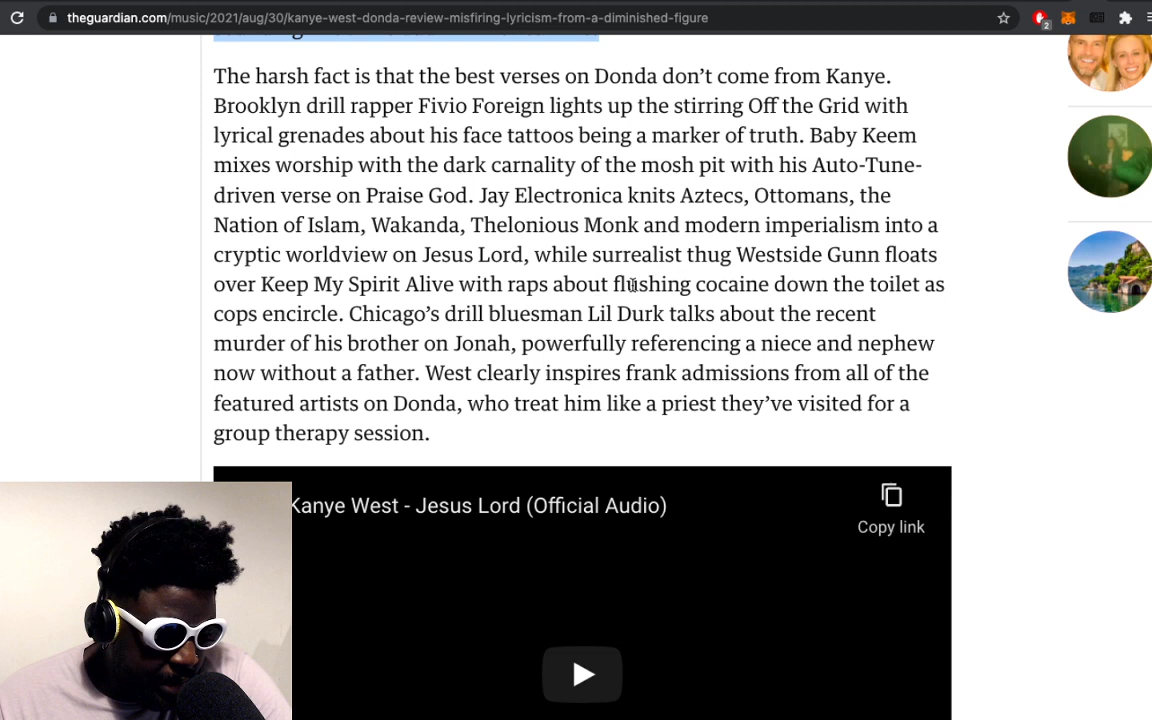 theguardian.com/music/2021/aug/30/kanye-west-donda-review-misfiring-lyricism-from-a-diminished-figure
2
The harsh fact is that the best verses on Donda don’t come from Kanye.
Brooklyn drill rapper Fivio Foreign lights up the stirring Off the Grid with
lyrical grenades about his face tattoos being a marker of truth. Baby Keem
mixes worship with the dark carnality of the mosh pit with his Auto-Tune-
driven verse on Praise God. Jay Electronica knits Aztecs, Ottomans, the
Nation of Islam, Wakanda, Thelonious Monk and modern imperialism into a
cryptic worldview on Jesus Lord, while surrealist thug Westside Gunn floats
over Keep My Spirit Alive with raps about flushing cocaine down the toilet as
cops encircle. Chicago’s drill bluesman Lil Durk talks about the recent
murder of his brother on Jonah, powerfully referencing a niece and nephew
now without a father. West clearly inspires frank admissions from all of the
featured artists on Donda, who treat him like a priest they’ve visited for a
group therapy session.
Kanye West - Jesus Lord (Official Audio)
Copy link